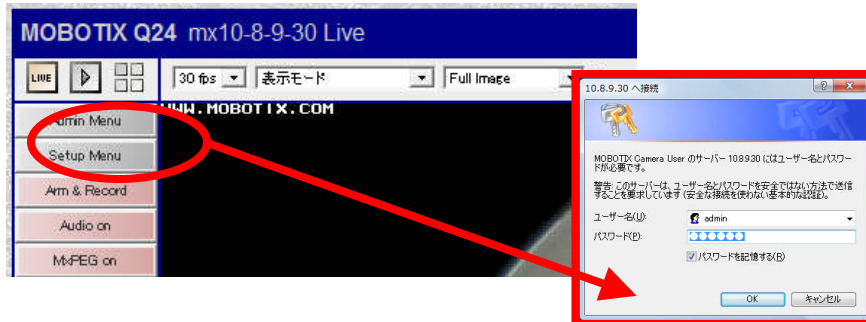 MOBOTIX Q24 mx10-8-9-30 Live
LIVE
30 fps 表示モード Full Image
WWW.MOBOTIX.COM
Admin Menu
Setup Menu
Arm & Record
Audio on
MxPEG on
10.8.9.30 へ接続
MOBOTIX Camera User のサーバー 10.8.9.30 にはユーザー名とパスワー
ドが必要です。
警告: このサーバーは、ユーザー名とパスワードを安全ではない方法で送信
することを要求しています (安全な接続を使わない基本的な認証)。
ユーザー名(U):
admin
パスワード(P):
パスワードを記憶する(R)
OK キャンセル